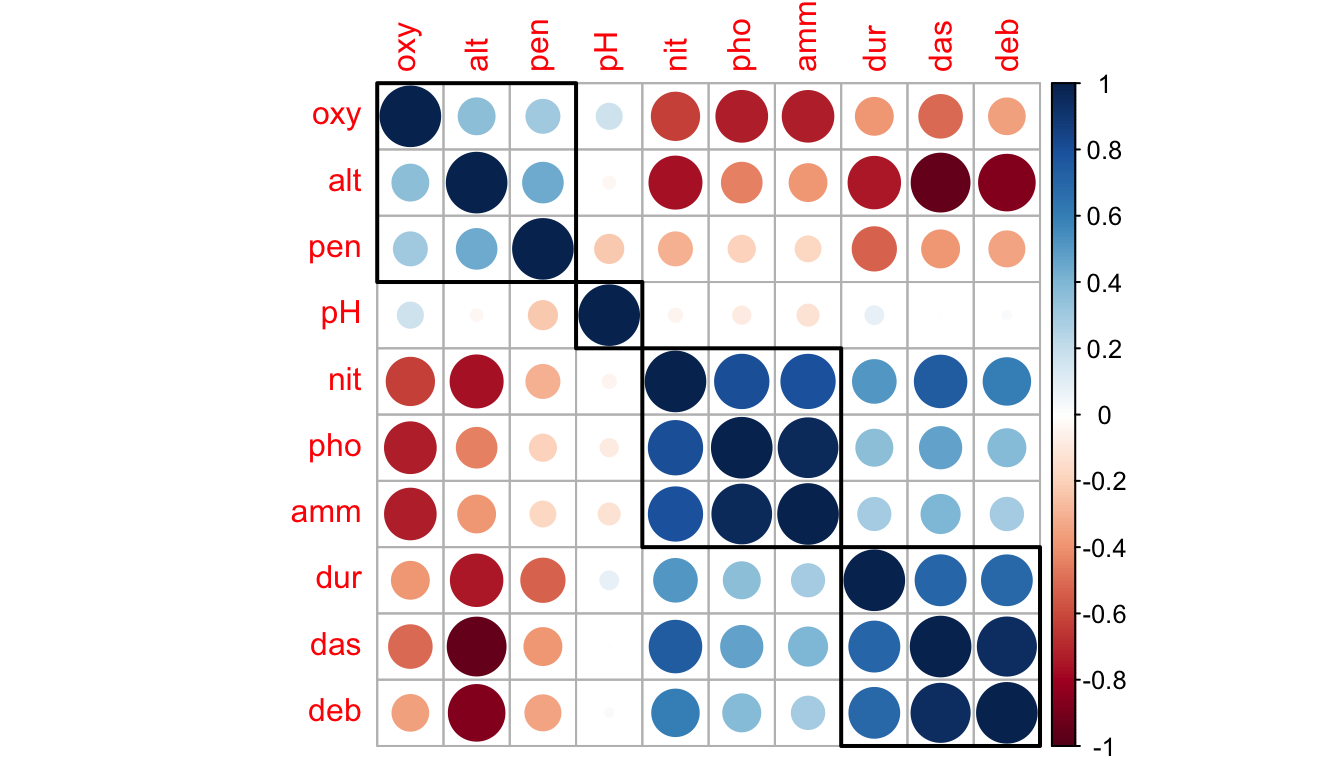 oxy alt pen pH nit pho amm dur das deb
oxy
alt
pen
pH
nit
pho
amm
dur
das
deb
1
0.8
0.6
0.4
0.2
0
-0.2
-0.4
-0.6
-0.8
-1